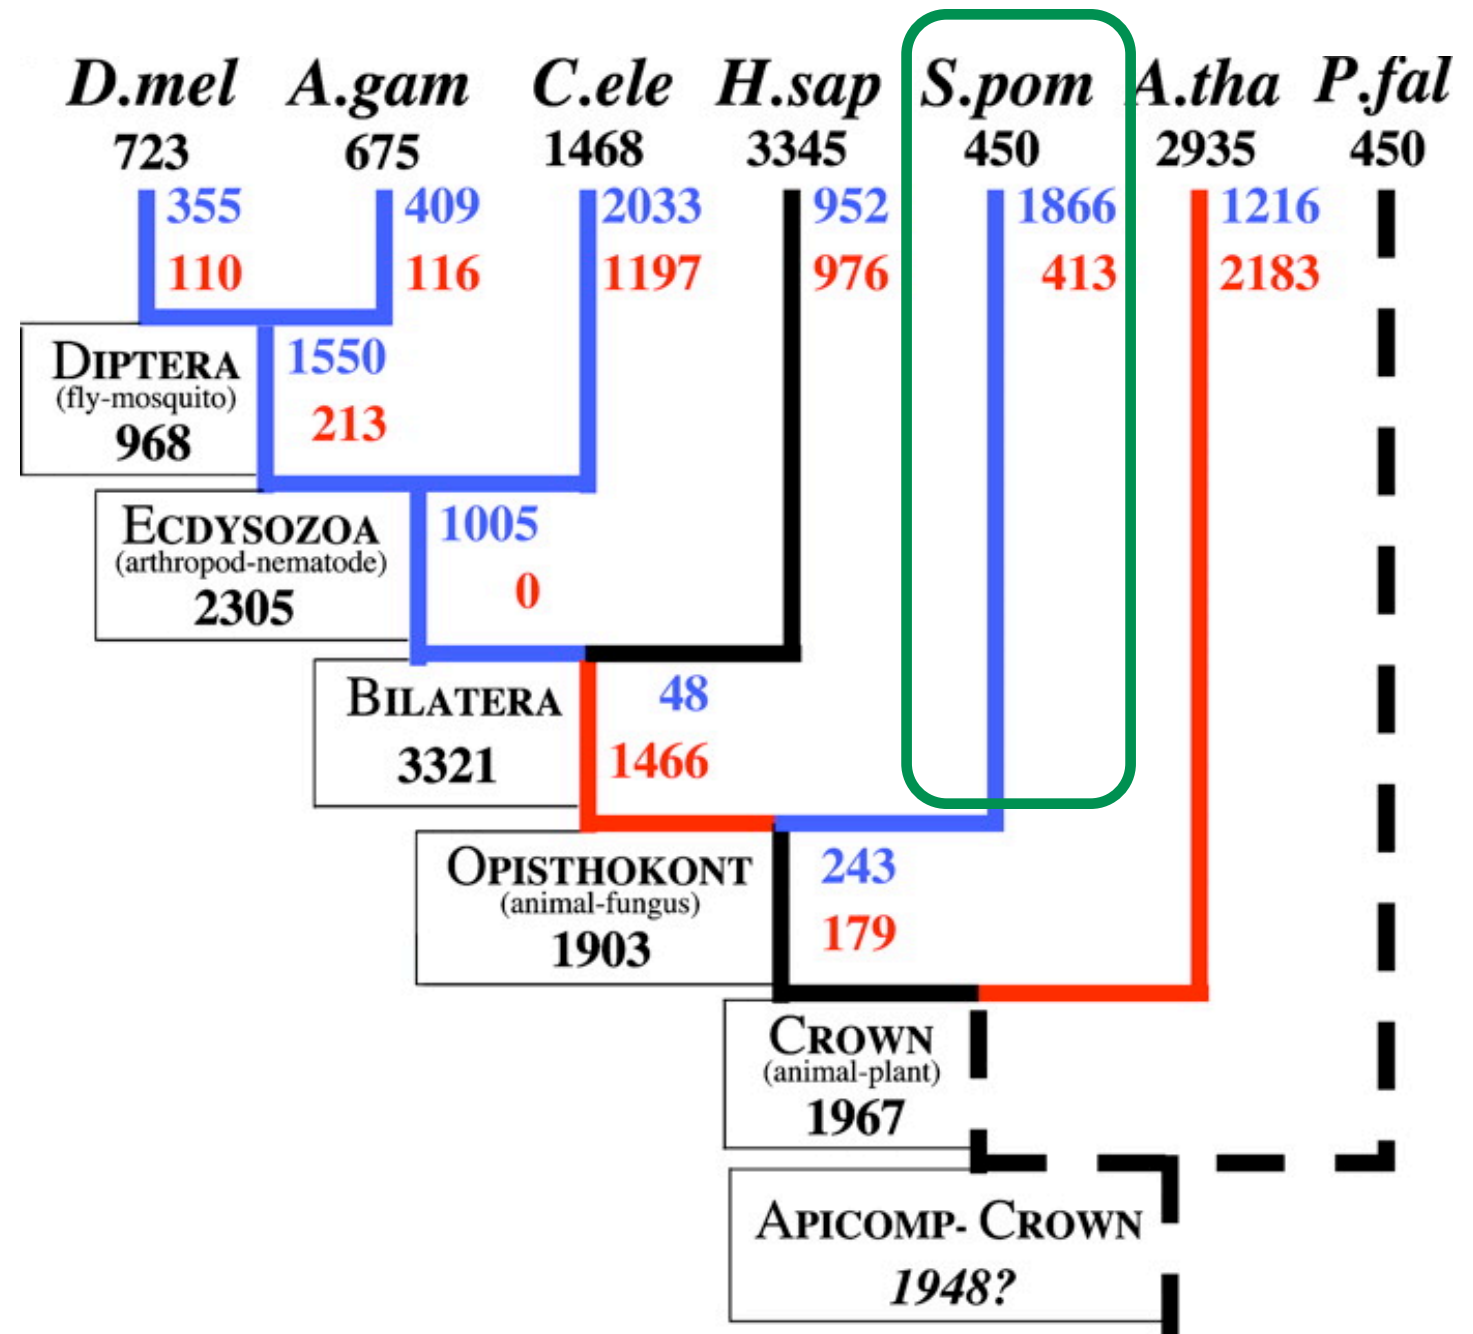 D.mel A.gam C.ele H.sap S.pom A.tha P.fal
723 675 1468 3345 450 2935 450
355 409 2033 952 1866 1216
110 116 1197 976 413 2183
DIPTERA
(fly-mosquito)
968
1550
213
ECDYSOZOA
(arthropod-nematode)
2305
1005
0
BILATERA
3321
48
1466
OPISTHOKONT
(animal-fungus)
1903
243
179
CROWN
(animal-plant)
1967
APICOMP- CROWN
1948?